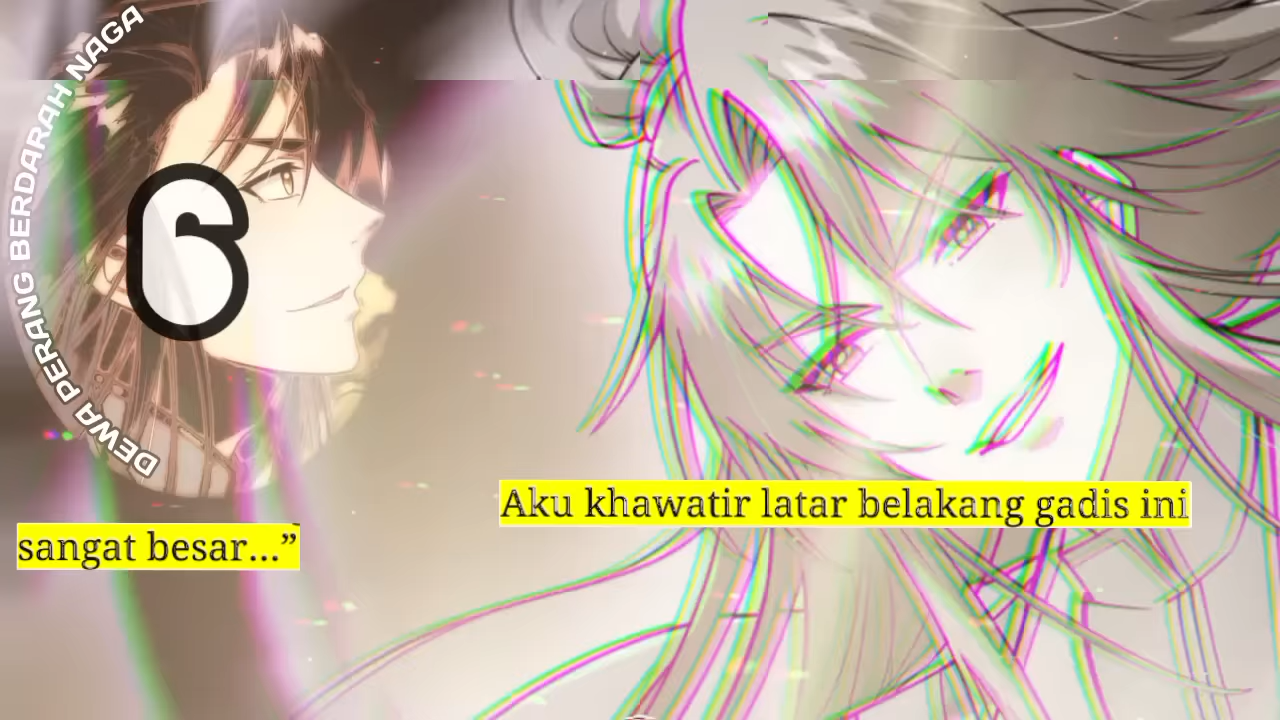 DEWA PERANG BERDARAH NAGA
6
Aku khawatir latar belakang gadis ini
sangat besar...”